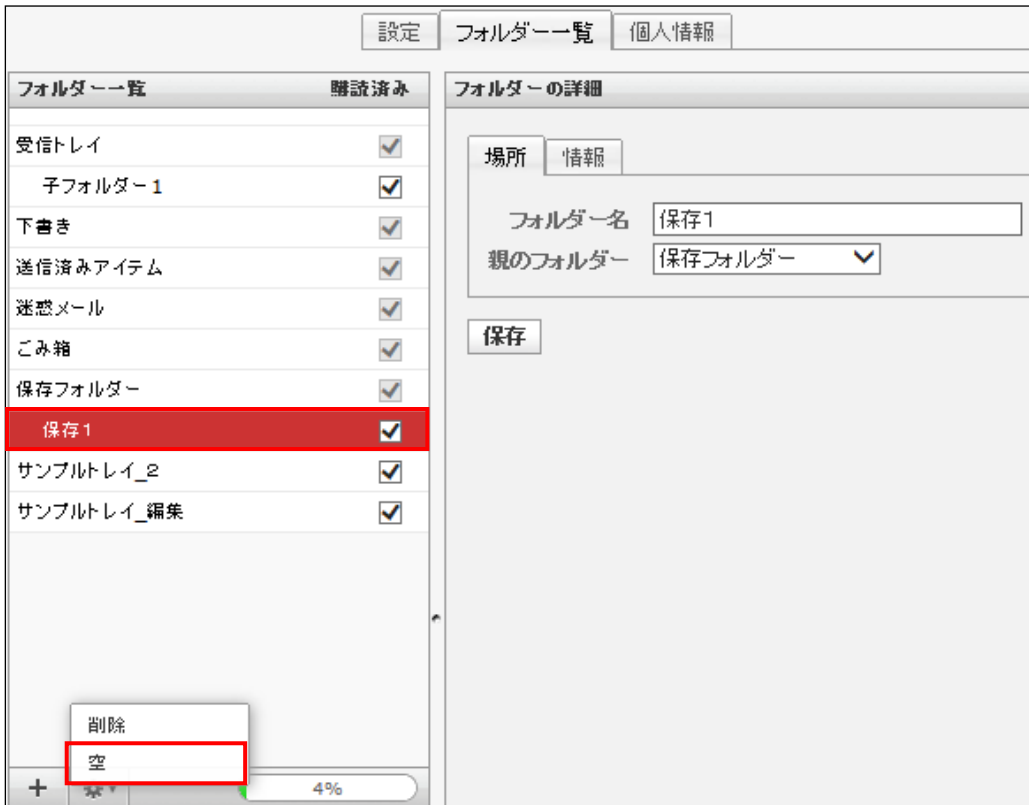 設定 フォルダー一覧 個人情報
フォルダー一覧 購読済み
受信トレイ
子フォルダー1
下書き
送信済みアイテム
迷惑メール
ごみ箱
保存フォルダー
保存1
サンプルトレイ_2
サンプルトレイ_編集
削除
空
+ 4%
フォルダーの詳細
場所 情報
フォルダー名 保存1
親のフォルダー 保存フォルダー
保存